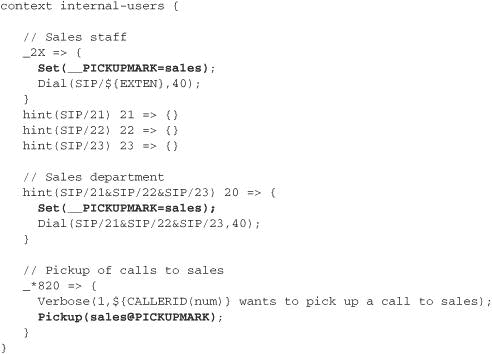 context internal-users {
// Sales staff
_2X => {
Set(__PICKUPMARK=sales);
Dial(SIP/${EXTEN},40);
}
hint(SIP/21) 21 => {}
hint(SIP/22) 22 => {}
hint(SIP/23) 23 => {}
// Sales department
hint(SIP/21&SIP/22&SIP/23) 20 => {
Set(__PICKUPMARK=sales);
Dial(SIP/21&SIP/22&SIP/23,40);
}
// Pickup of calls to sales
_*820 => {
Verbose(1,${CALLERID(num)} wants to pick up a call to sales);
Pickup(sales@PICKUPMARK);
}
}